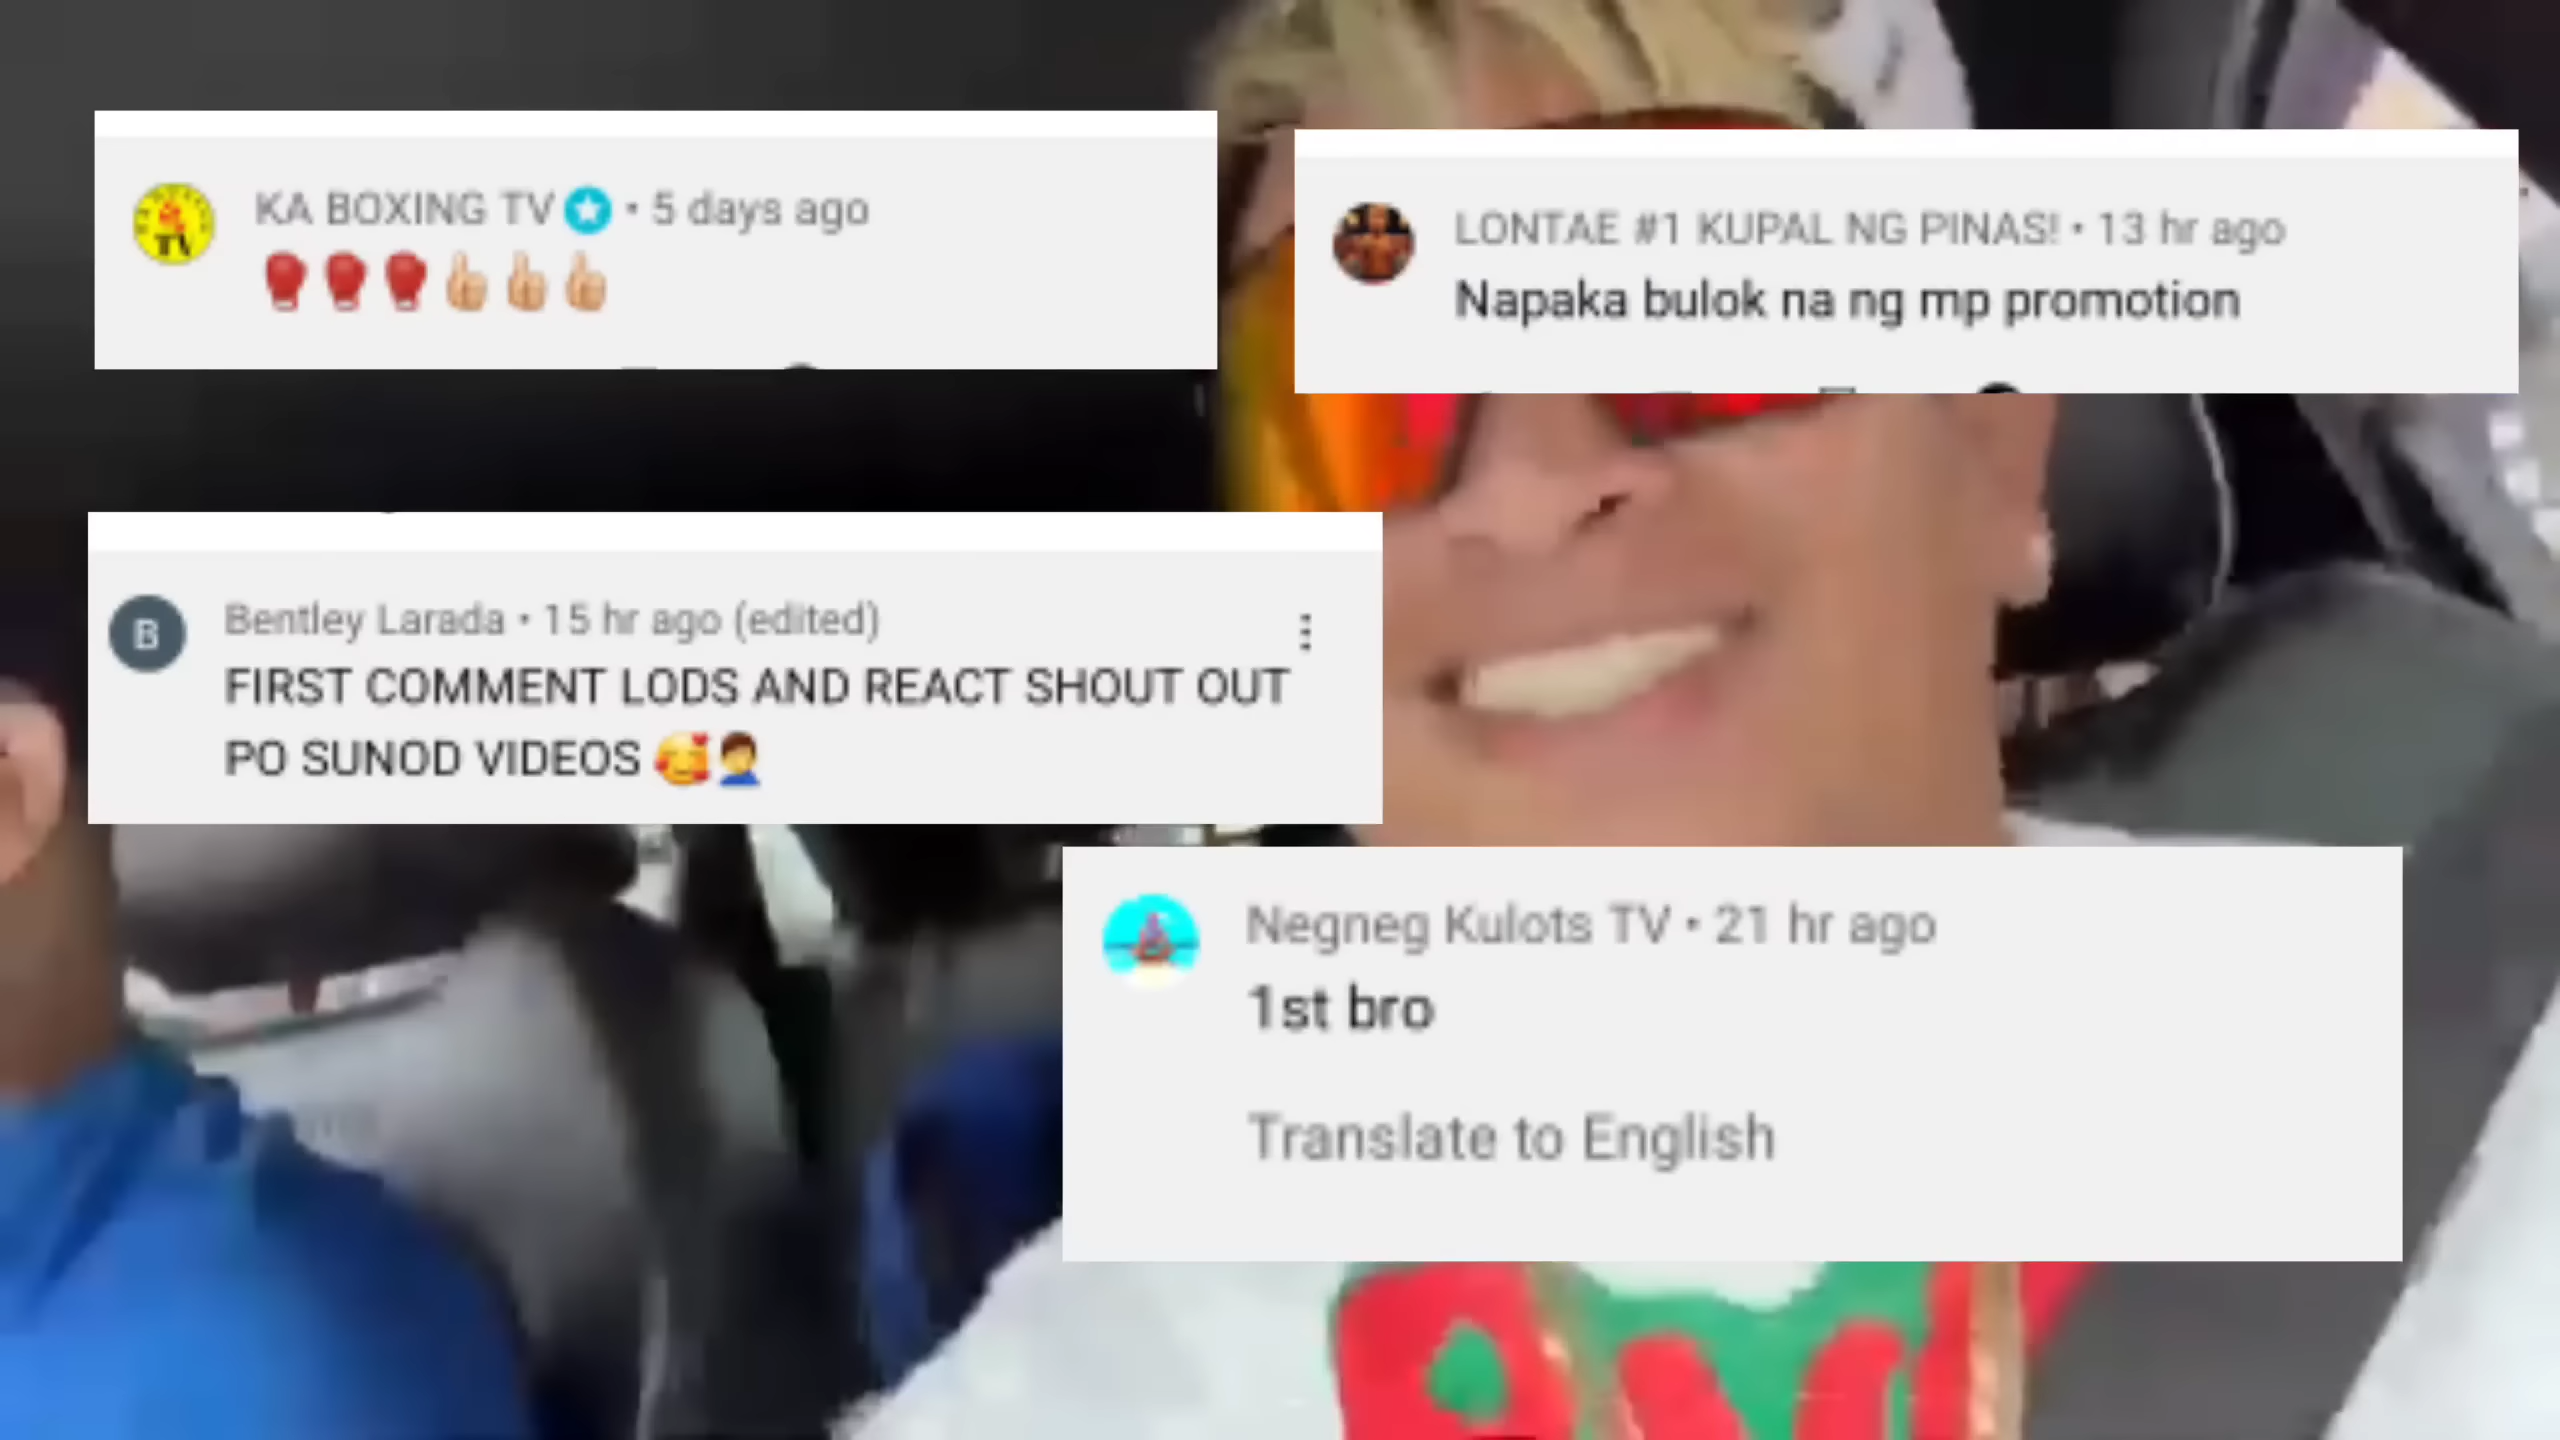 KA BOXING TV • 5 days ago
🥊🥊🥊👍🏼👍🏼👍🏼
LONTAE #1 KUPAL NG PINAS! • 13 hr ago
Napaka bulok na ng mp promotion
B
Bentley Larada • 15 hr ago (edited)
FIRST COMMENT LODS AND REACT SHOUT OUT
PO SUNOD VIDEOS 🥰🤦‍♂️
Negneg Kulots TV • 21 hr ago
1st bro
Translate to English